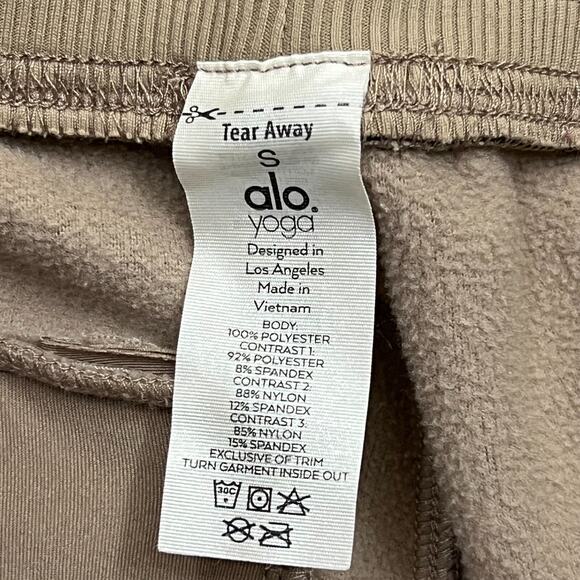 Tear Away
S
alo®
yoga
Designed in
Los Angeles
Made in
Vietnam
BODY:
100% POLYESTER
CONTRAST 1:
92% POLYESTER
8% SPANDEX
CONTRAST 2:
88% NYLON
12% SPANDEX
CONTRAST 3:
85% NYLON
15% SPANDEX
EXCLUSIVE OF TRIM
TURN GARMENT INSIDE OUT
30C